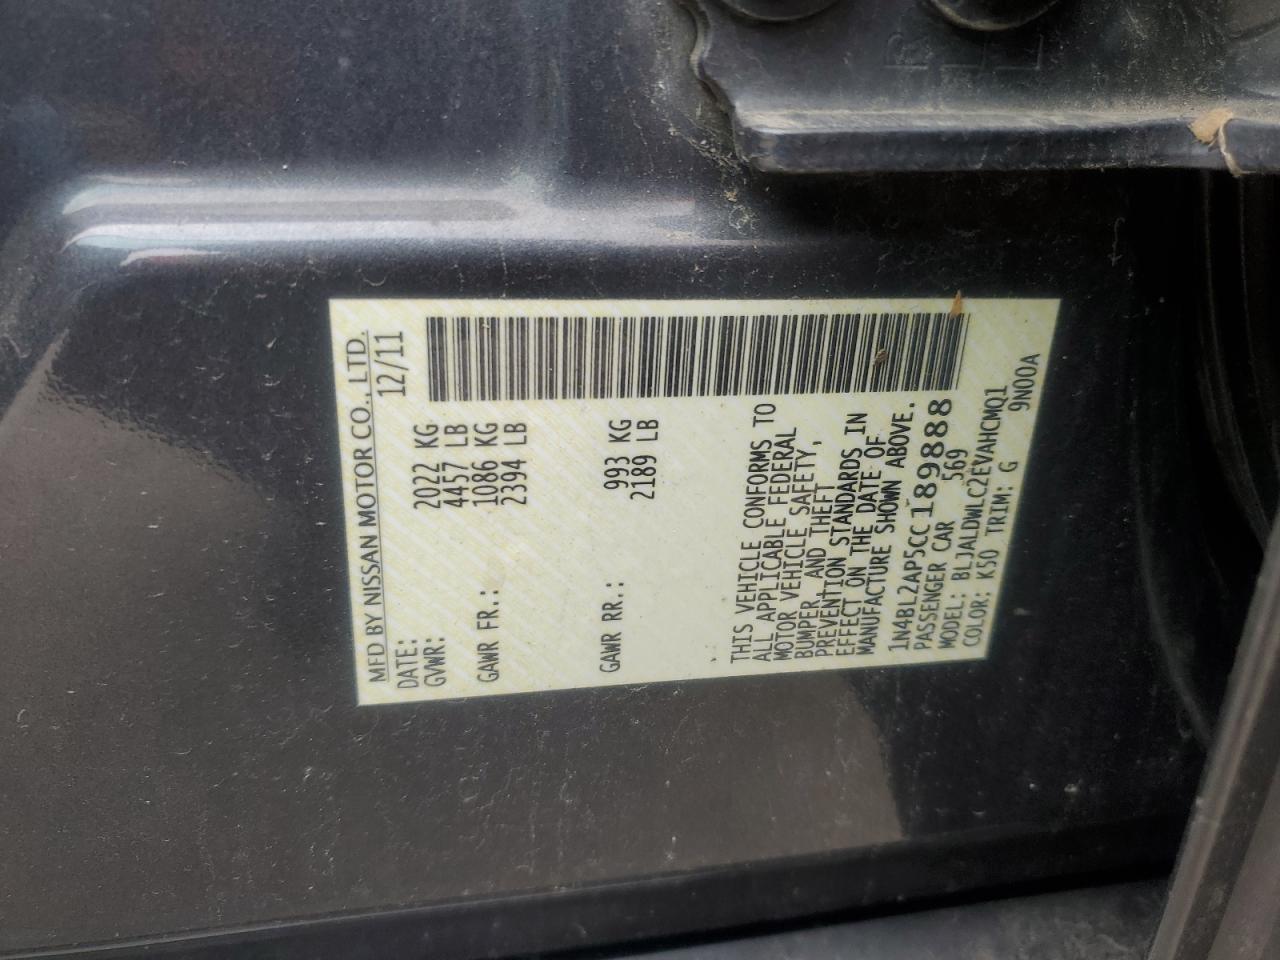 MFD BY NISSAN MOTOR CO., LTD.
DATE: 12/11
GVWR: 2022 KG
4457 LB
GAWR FR.: 1086 KG
2394 LB
GAWR RR.: 993 KG
2189 LB
THIS VEHICLE CONFORMS TO
ALL APPLICABLE FEDERAL
MOTOR VEHICLE SAFETY,
BUMPER, AND THEFT
PREVENTION STANDARDS IN
EFFECT ON THE DATE OF
MANUFACTURE SHOWN ABOVE.
1N4BL2AP5CC189888
PASSENGER CAR 569
MODEL: BLJALDWLC2EVAHCMQ1
COLOR: K50 TRIM: G 9N00A